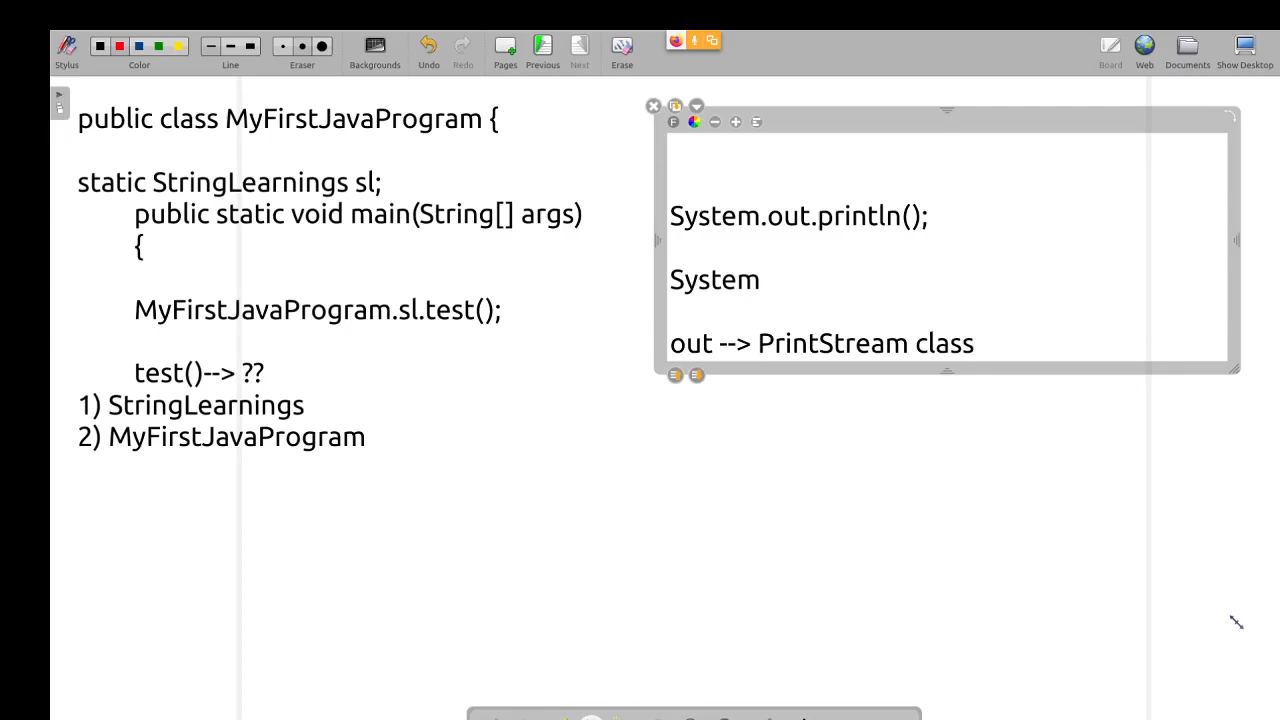 Stylus
Color
Line
Eraser
Backgrounds
Undo
Redo
Pages
Previous
Next
Erase
Board
Web
Documents
Show Desktop
public class MyFirstJavaProgram {
static StringLearnings sl;
public static void main(String[] args)
{
MyFirstJavaProgram.sl.test();
test()--> ??
1) StringLearnings
2) MyFirstJavaProgram
F
System.out.println();
System
out --> PrintStream class